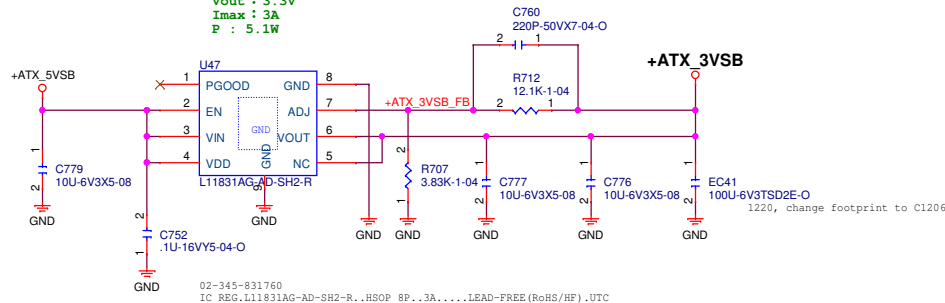 Vout : 3.3V
Imax : 3A
P : 5.1W
C760
220P-50VX7-04-O
2 1
+ATX_3VSB
+ATX_5VSB
U47
R712
12.1K-1-04
1 PGOOD GND 8
+ATX_3VSB_FB
2 1
2 EN ADJ 7
GND
3 VIN VOUT 6
4 VDD GND NC 5
L11831AG-AD-SH2-R
9
GND
1
2
C779
10U-6V3X5-08
GND
2
1
R707
3.83K-1-04
GND
GND
1
2
C777
10U-6V3X5-08
GND
1
2
C776
10U-6V3X5-08
GND
1
2
EC41
100U-6V3TSD2E-O
GND
1220, change footprint to C1206
2
1
C752
.1U-16VY5-04-O
GND
02-345-831760
IC REG.L11831AG-AD-SH2-R..HSOP 8P..3A.....LEAD-FREE(RoHS/HF).UTC